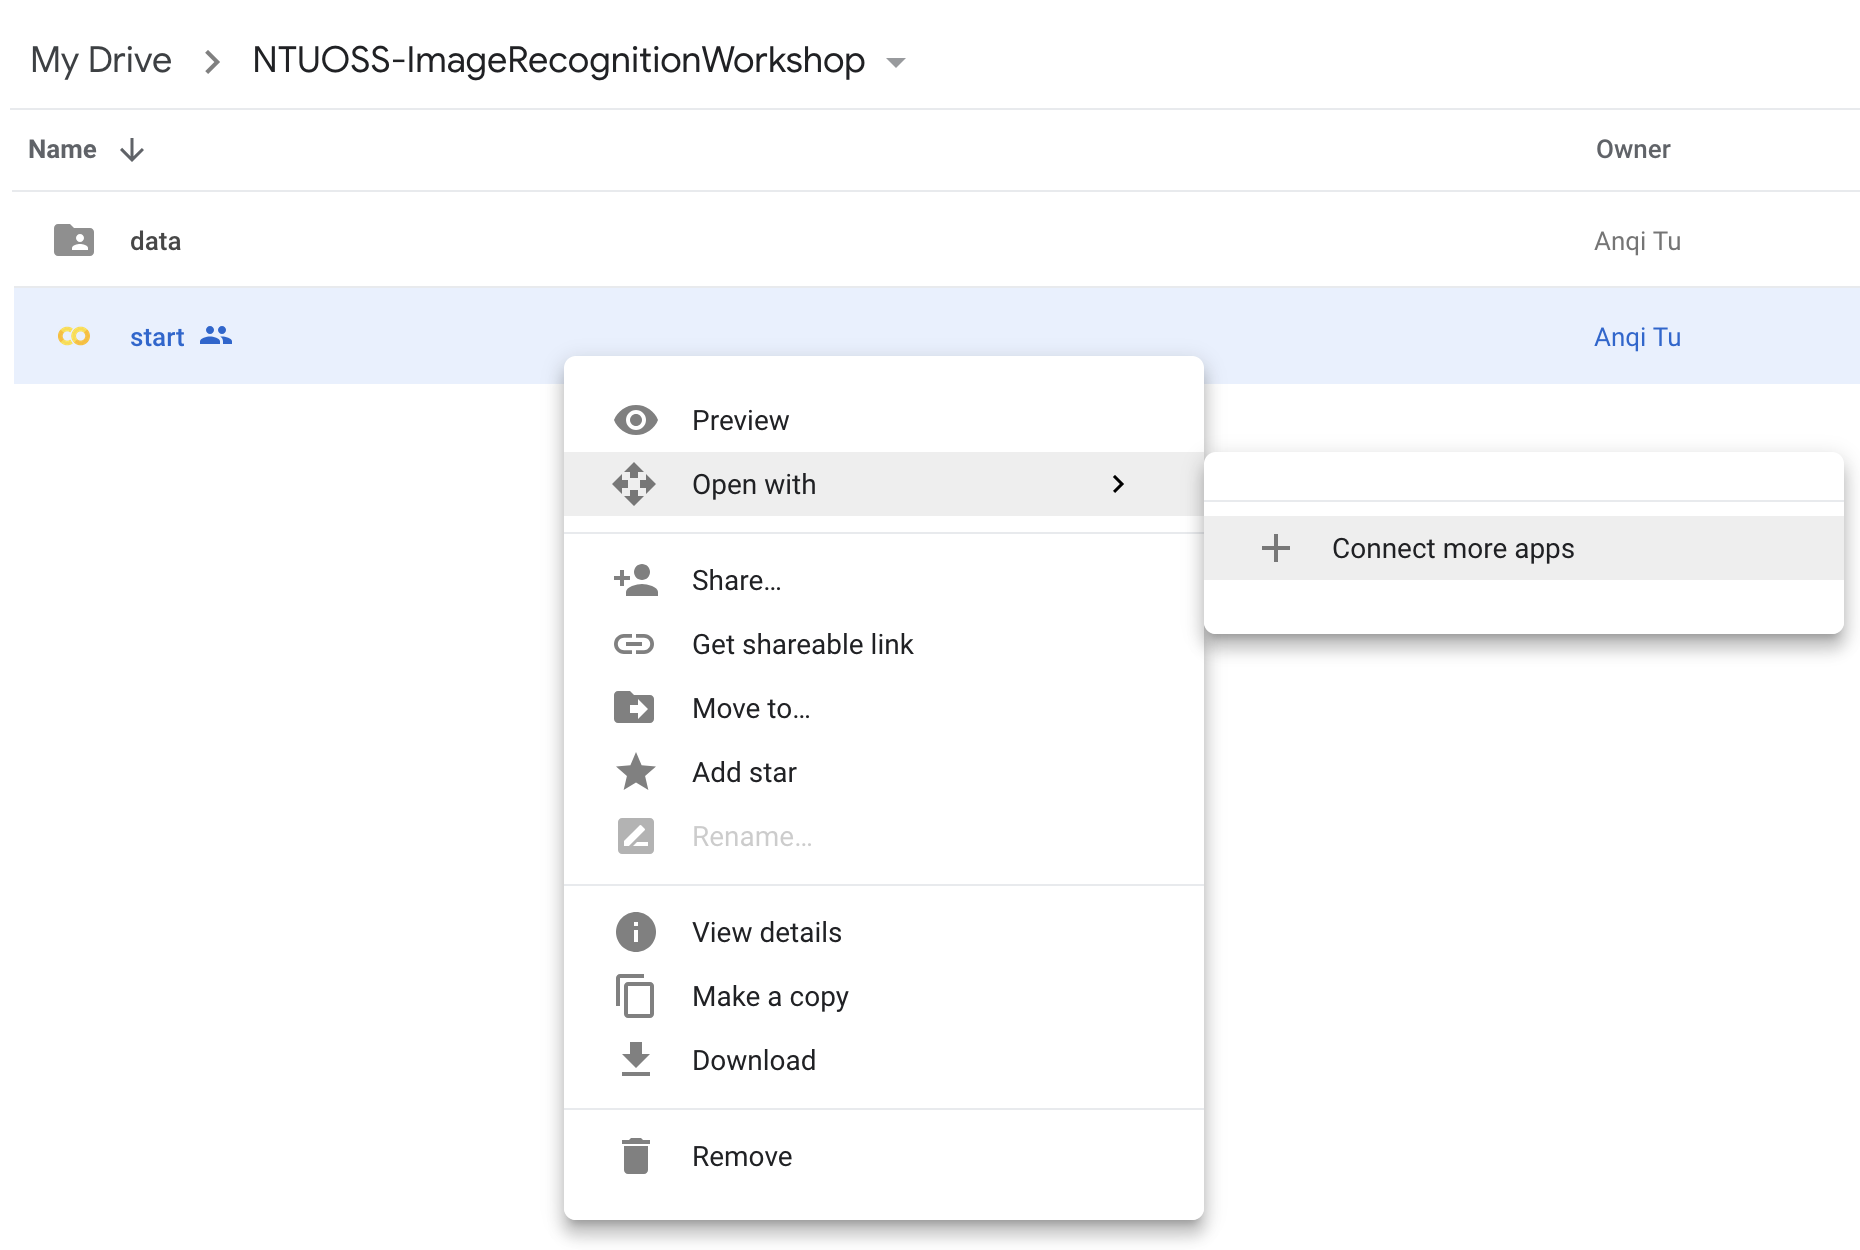 My Drive > NTUOSS-ImageRecognitionWorkshop
Name Owner
data Anqi Tu
start Anqi Tu
Preview
Open with
Connect more apps
Share...
Get shareable link
Move to...
Add star
Rename...
View details
Make a copy
Download
Remove